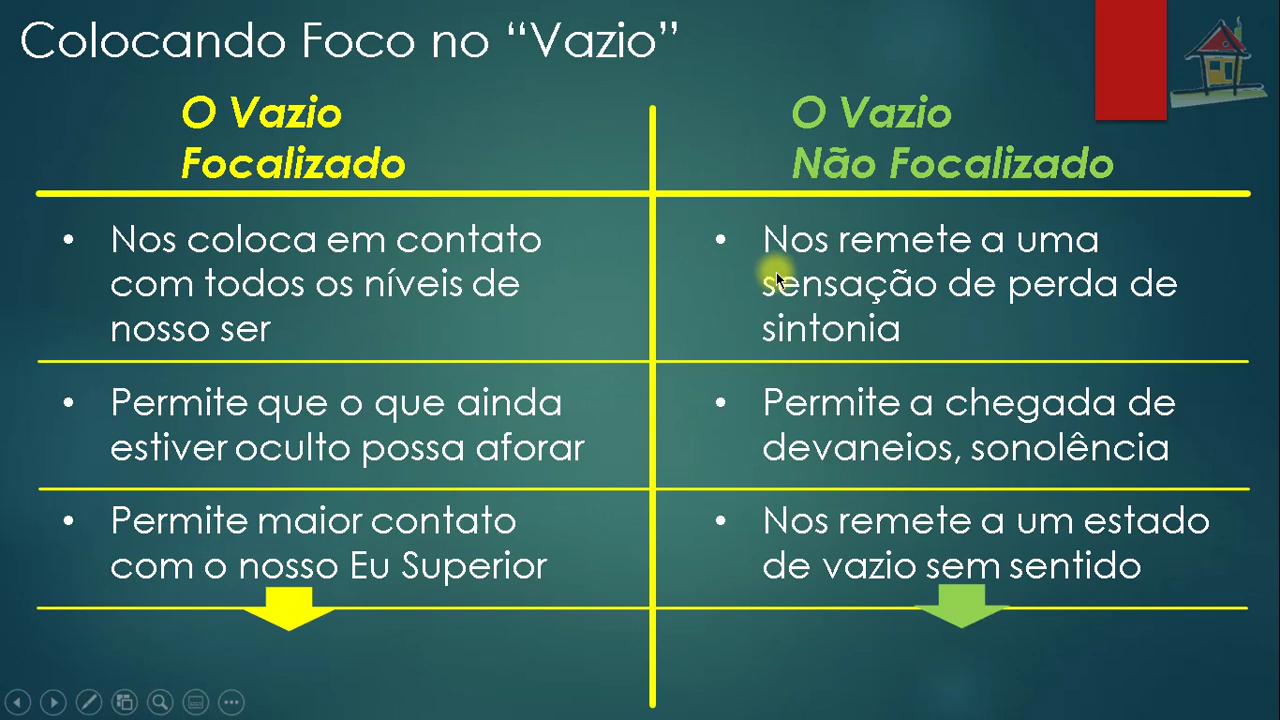 Colocando Foco no “Vazio”
O Vazio
Focalizado
O Vazio
Não Focalizado
• Nos coloca em contato
com todos os níveis de
nosso ser
• Nos remete a uma
sensação de perda de
sintonia
• Permite que o que ainda
estiver oculto possa aforar
• Permite a chegada de
devaneios, sonolência
• Permite maior contato
com o nosso Eu Superior
• Nos remete a um estado
de vazio sem sentido